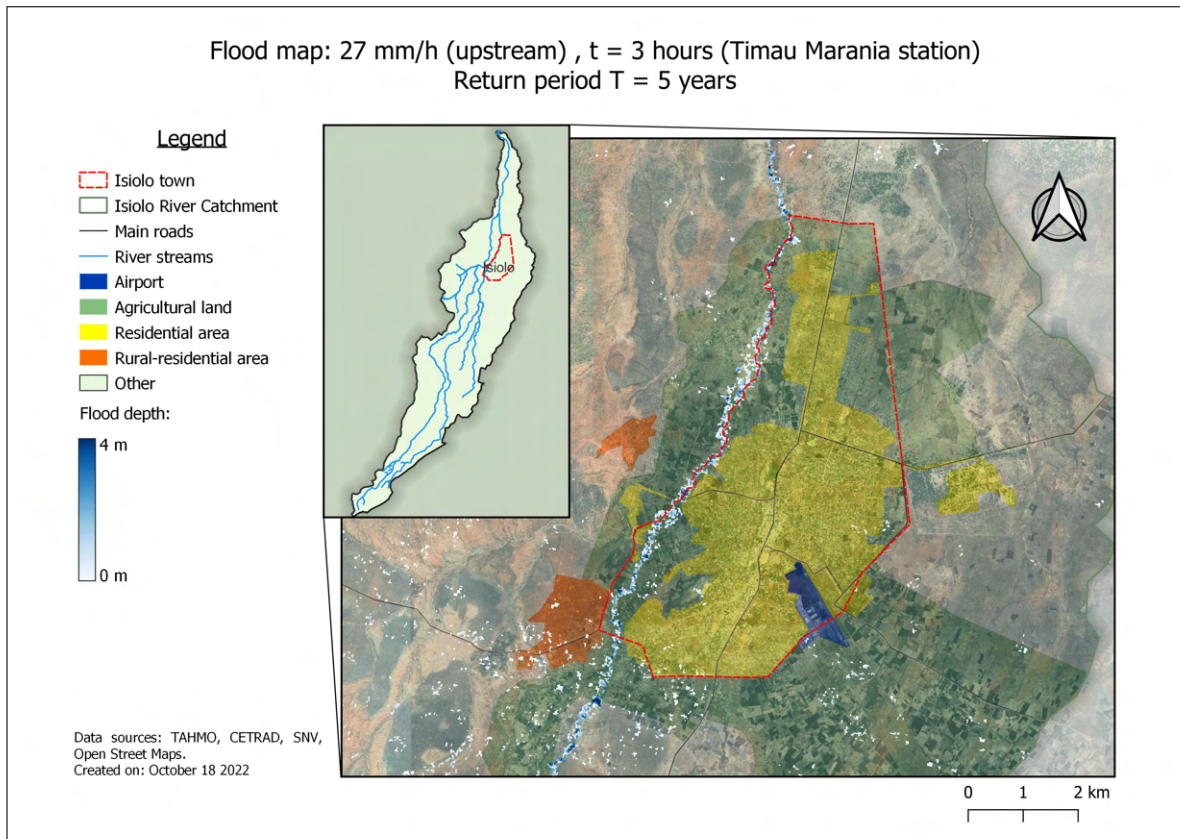 Flood map: 27 mm/h (upstream) , t = 3 hours (Timau Marania station)
Return period T = 5 years
Legend
Isiolo town
Isiolo River Catchment
Main roads
River streams
Airport
Agricultural land
Residential area
Rural-residential area
Other
Flood depth:
4 m
0 m
siolo
Data sources: TAHMO, CETRAD, SNV,
Open Street Maps.
Created on: October 18 2022
0 1 2 km